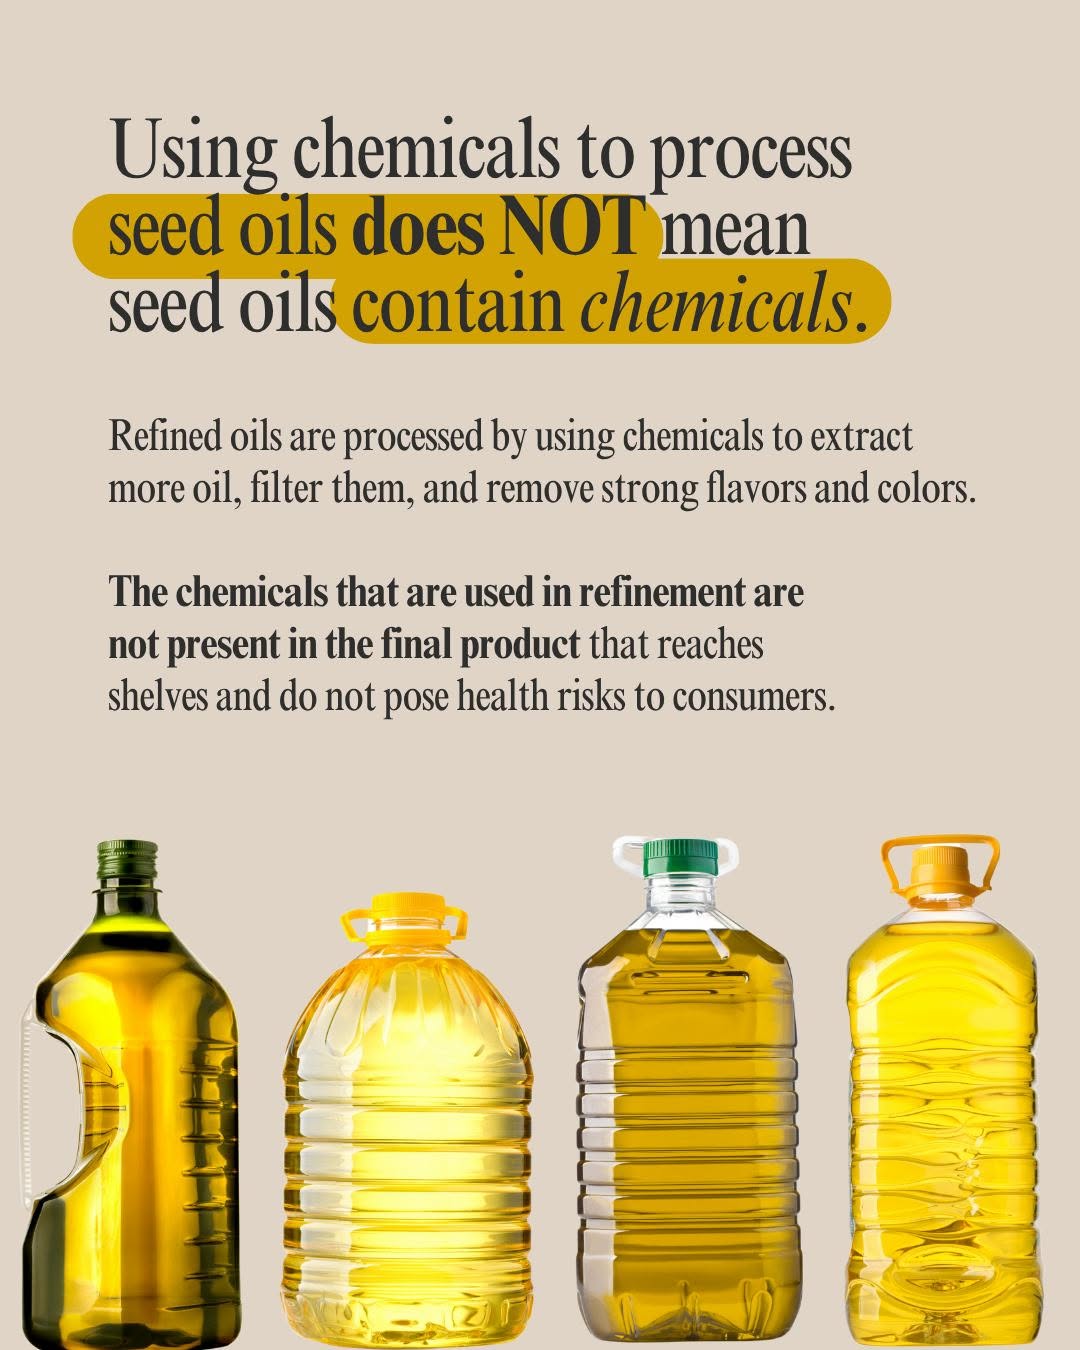 Using chemicals to process
seed oils does NOT mean
seed oils contain chemicals.
Refined oils are processed by using chemicals to extract
more oil, filter them, and remove strong flavors and colors.
The chemicals that are used in refinement are
not present in the final product that reaches
shelves and do not pose health risks to consumers.